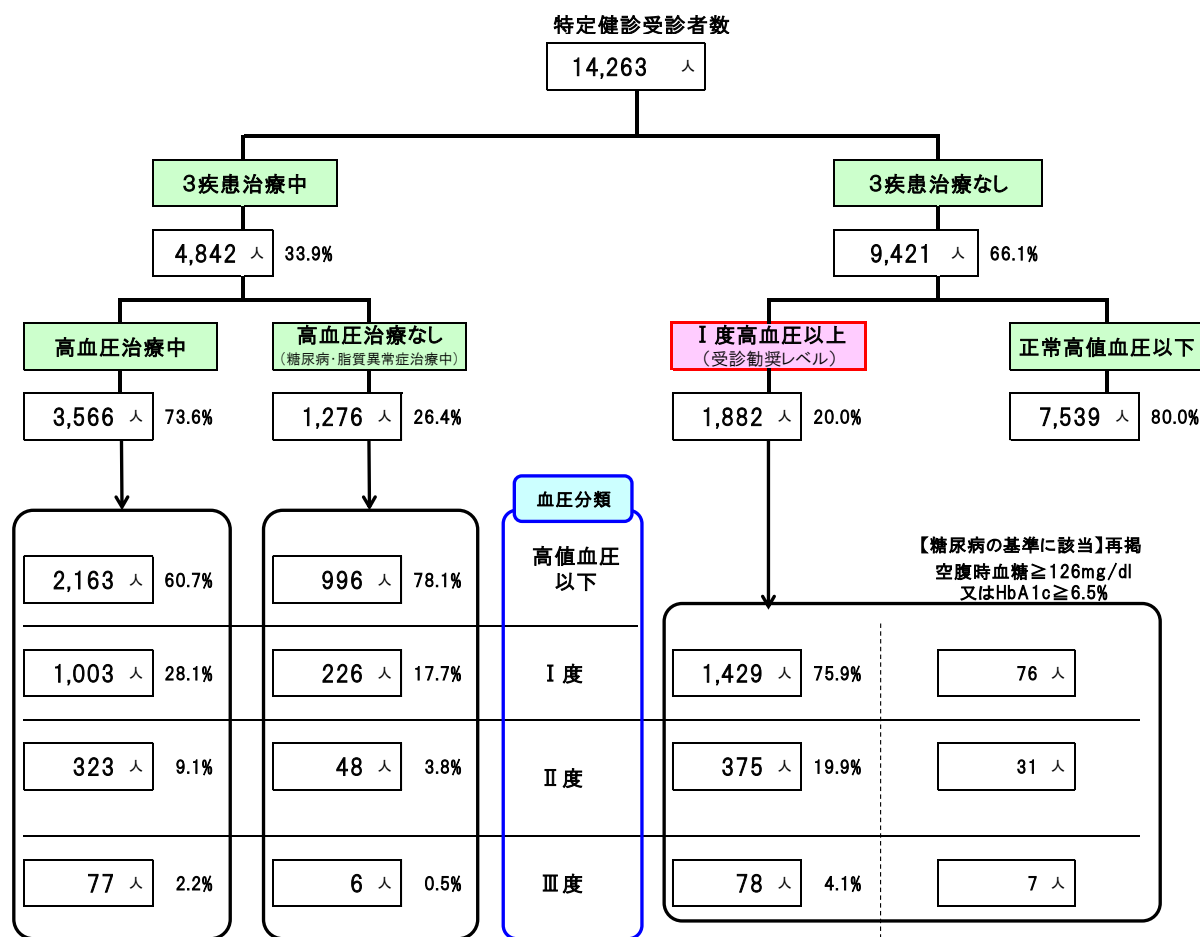 特定健診受診者数
14,263 人
3疾患治療中
3疾患治療なし
4,842 人 33.9%
9,421 人 66.1%
高血圧治療中
高血圧治療なし
(糖尿病・脂質異常症治療中)
Ⅰ度高血圧以上
(受診勧奨レベル)
正常高値血圧以下
3,566 人 73.6%
1,276 人 26.4%
1,882 人 20.0%
7,539 人 80.0%
血圧分類
【糖尿病の基準に該当】再掲
空腹時血糖≧126mg/dl
又はHbA1c≧6.5%
2,163 人 60.7%
996 人 78.1%
高値血圧
以下
1,003 人 28.1%
226 人 17.7%
Ⅰ度
1,429 人 75.9%
76 人
323 人 9.1%
48 人 3.8%
Ⅱ度
375 人 19.9%
31 人
77 人 2.2%
6 人 0.5%
Ⅲ度
78 人 4.1%
7 人